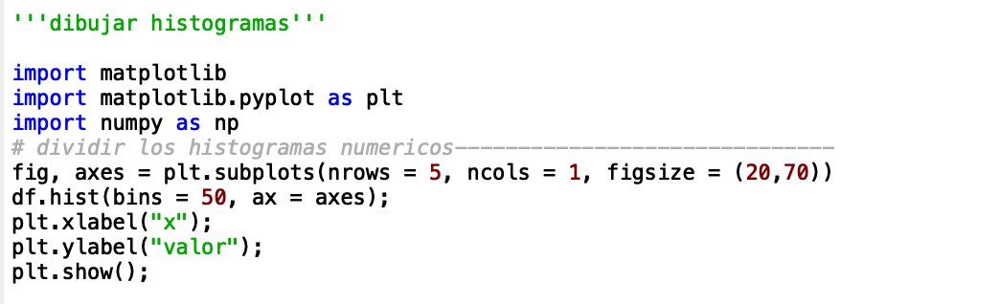 '''dibujar histogramas'''
import matplotlib
import matplotlib.pyplot as plt
import numpy as np
# dividir los histogramas numericos------------------------------
fig, axes = plt.subplots(nrows = 5, ncols = 1, figsize = (20,70))
df.hist(bins = 50, ax = axes);
plt.xlabel("x");
plt.ylabel("valor");
plt.show();